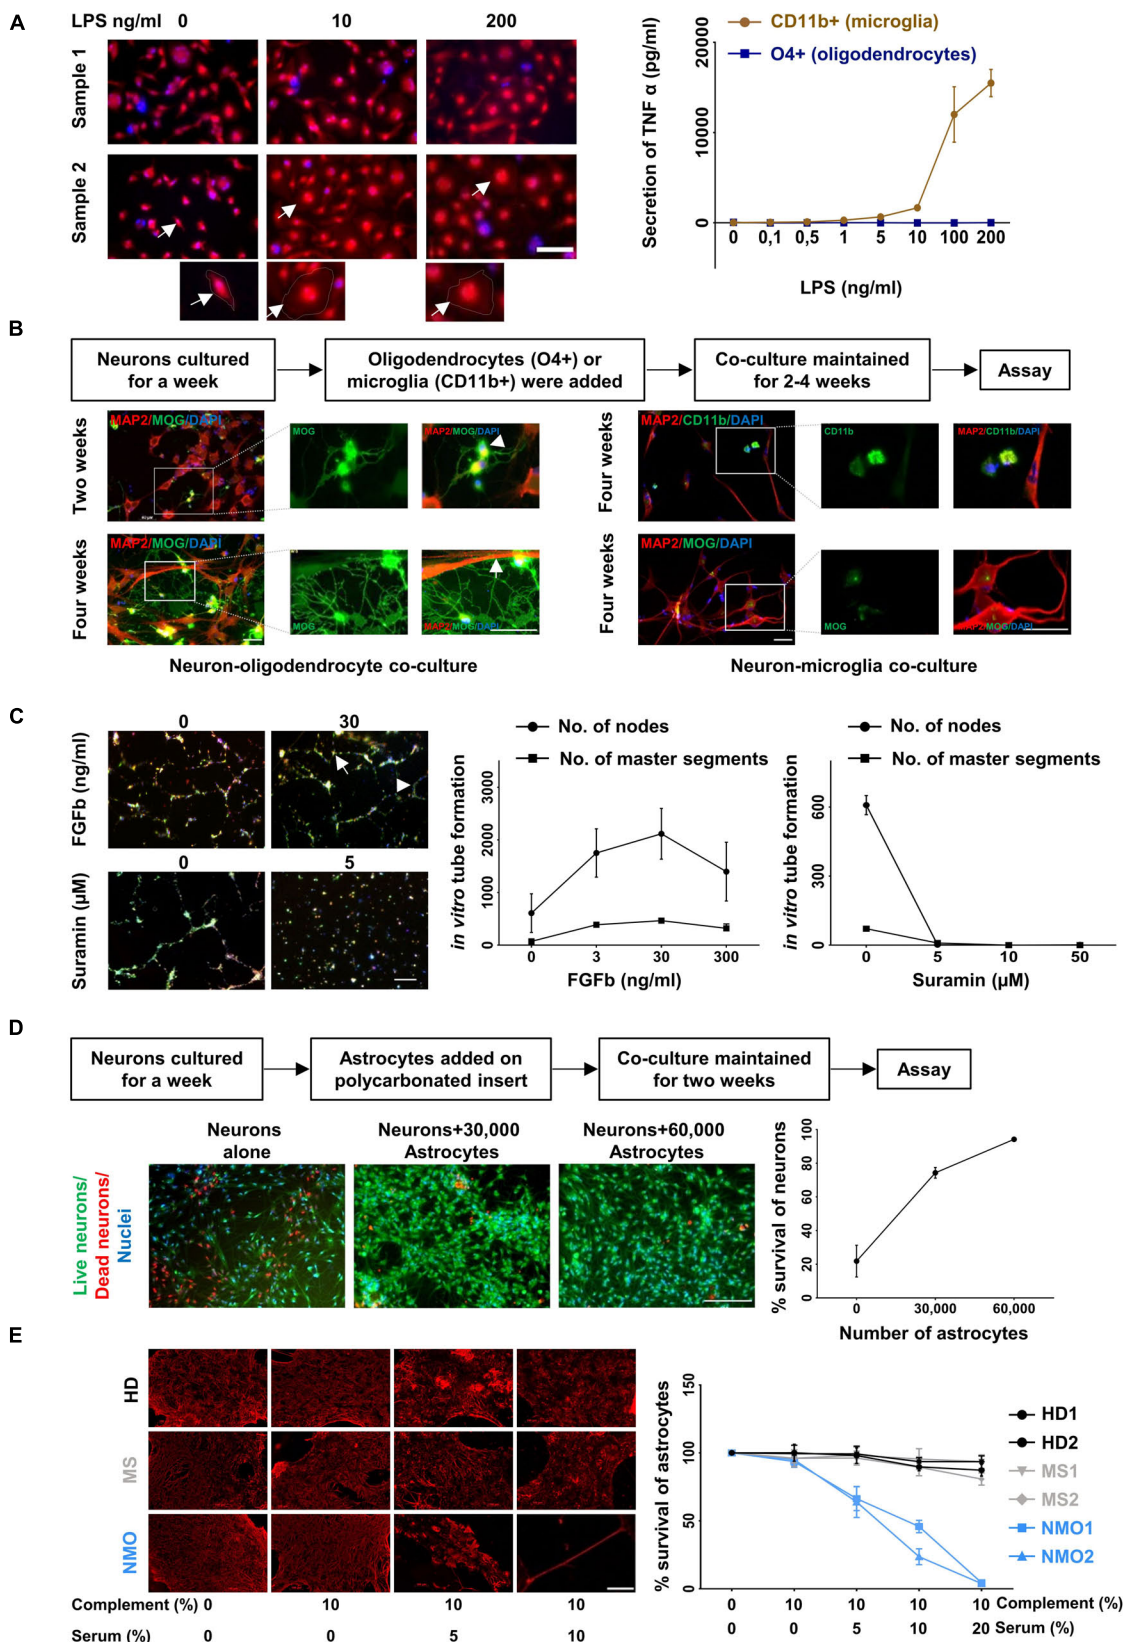 A
LPS ng/ml 0 10 200
Sample 1
Sample 2
CD11b+ (microglia)
O4+ (oligodendrocytes)
Secretion of TNF α (pg/ml)
20000
10000
0
0 0,1 0,5 1 5 10 100 200
LPS (ng/ml)
B
Neurons cultured
for a week
Oligodendrocytes (O4+) or
microglia (CD11b+) were added
Co-culture maintained
for 2-4 weeks
Assay
Two weeks
MAP2/MOG/DAPI
MOG
MAP2/MOG/DAPI
Four weeks
MAP2/MOG/DAPI
MOG
MAP2/MOG/DAPI
Neuron-oligodendrocyte co-culture
Four weeks
MAP2/CD11b/DAPI
CD11b
MAP2/CD11b/DAPI
Four weeks
MAP2/MOG/DAPI
MOG
MAP2/MOG/DAPI
Neuron-microglia co-culture
C
0 30
FGFb (ng/ml)
0 5
Suramin (µM)
No. of nodes
No. of master segments
in vitro tube formation
3000
2000
1000
0
0 3 30 300
FGFb (ng/ml)
No. of nodes
No. of master segments
in vitro tube formation
600
300
0
0 5 10 50
Suramin (µM)
D
Neurons cultured
for a week
Astrocytes added on
polycarbonated insert
Co-culture maintained
for two weeks
Assay
Neurons
alone
Neurons+30,000
Astrocytes
Neurons+60,000
Astrocytes
Live neurons/
Dead neurons/
Nuclei
% survival of neurons
100
80
60
40
20
0
0 30,000 60,000
Number of astrocytes
E
HD
MS
NMO
Complement (%) 0 10 10 10
Serum (%) 0 0 5 10
% survival of astrocytes
150
100
50
0
HD1
HD2
MS1
MS2
NMO1
NMO2
0 10 10 10 10 Complement (%)
0 0 5 10 20 Serum (%)